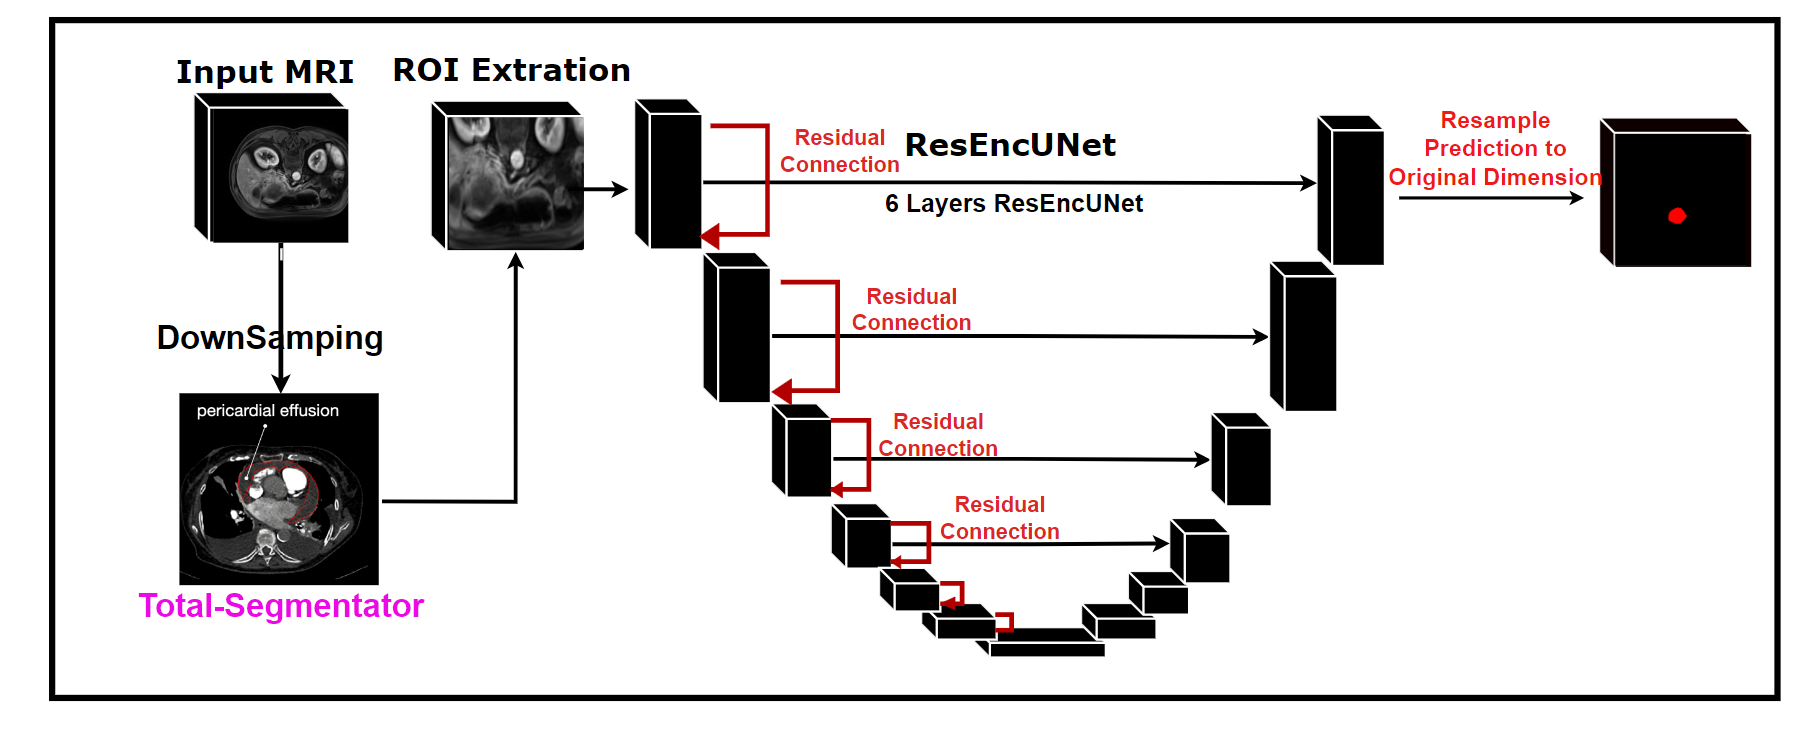 Input MRI
ROI Extration
DownSamping
pericardial effusion
Total-Segmentator
Residual
Connection
ResEncUNet
6 Layers ResEncUNet
Residual
Connection
Residual
Connection
Residual
Connection
Resample
Prediction to
Original Dimension